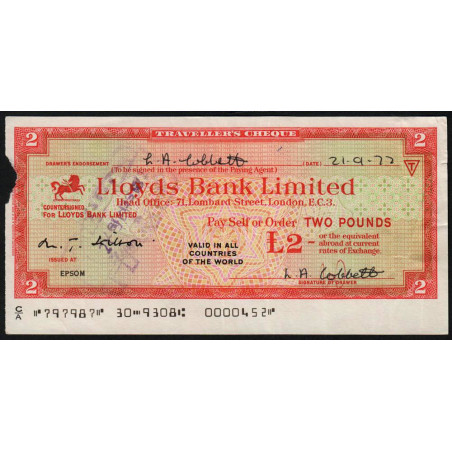 TRAVELLER'S CHEQUE
2 2
DRAWER'S ENDORSEMENT L. A. Cobbett (DATE) 21-9-77
(To be signed in the presence of the Paying Agent)
Lloyds Bank Limited
Head Office: 71, Lombard Street, London, E.C.3.
COUNTERSIGNED
FOR LLOYDS BANK LIMITED
Pay Self or Order TWO POUNDS
£2- or the equivalent
abroad at current
rates of Exchange.
VALID IN ALL
COUNTRIES
OF THE WORLD
ISSUED AT
EPSOM
L A Cobbett
SIGNATURE OF DRAWER
2 2
C/A ⑈797987⑈ 30⑉9308⑆ 0000452⑈